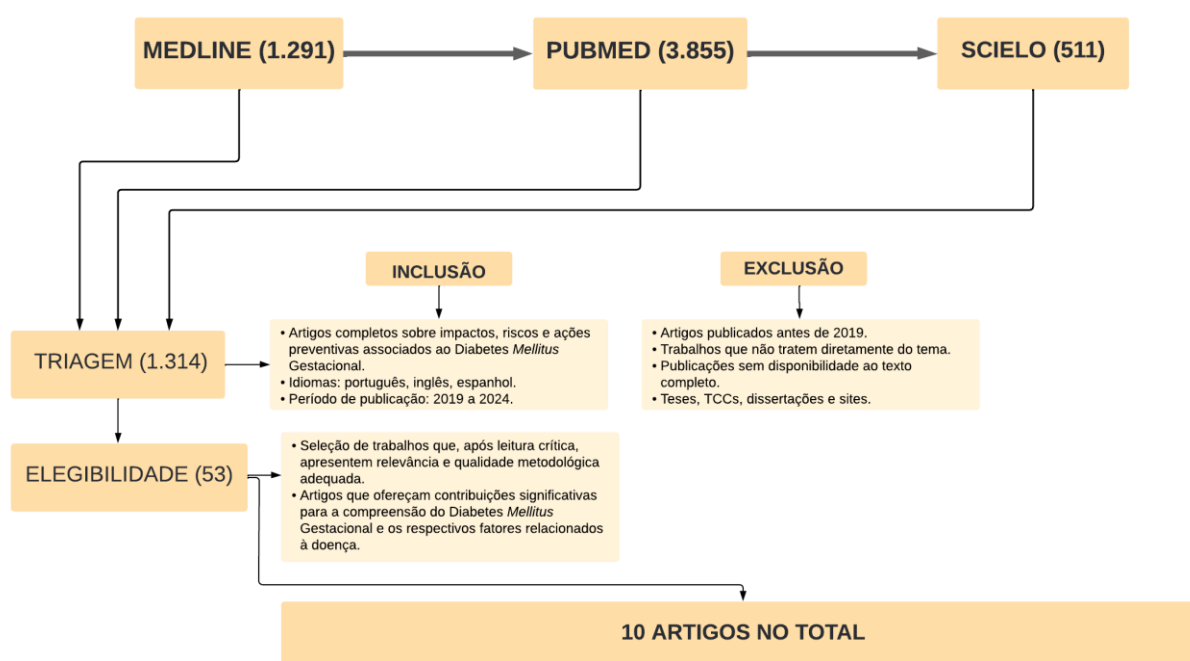 MEDLINE (1.291)
PUBMED (3.855)
SCIELO (511)
INCLUSÃO
EXCLUSÃO
TRIAGEM (1.314)
• Artigos completos sobre impactos, riscos e ações
preventivas associados ao Diabetes Mellitus
Gestacional.
• Idiomas: português, inglês, espanhol.
• Período de publicação: 2019 a 2024.
• Artigos publicados antes de 2019.
• Trabalhos que não tratem diretamente do tema.
• Publicações sem disponibilidade ao texto
completo.
• Teses, TCCs, dissertações e sites.
ELEGIBILIDADE (53)
• Seleção de trabalhos que, após leitura crítica,
apresentem relevância e qualidade metodológica
adequada.
• Artigos que ofereçam contribuições significativas
para a compreensão do Diabetes Mellitus
Gestacional e os respectivos fatores relacionados
à doença.
10 ARTIGOS NO TOTAL